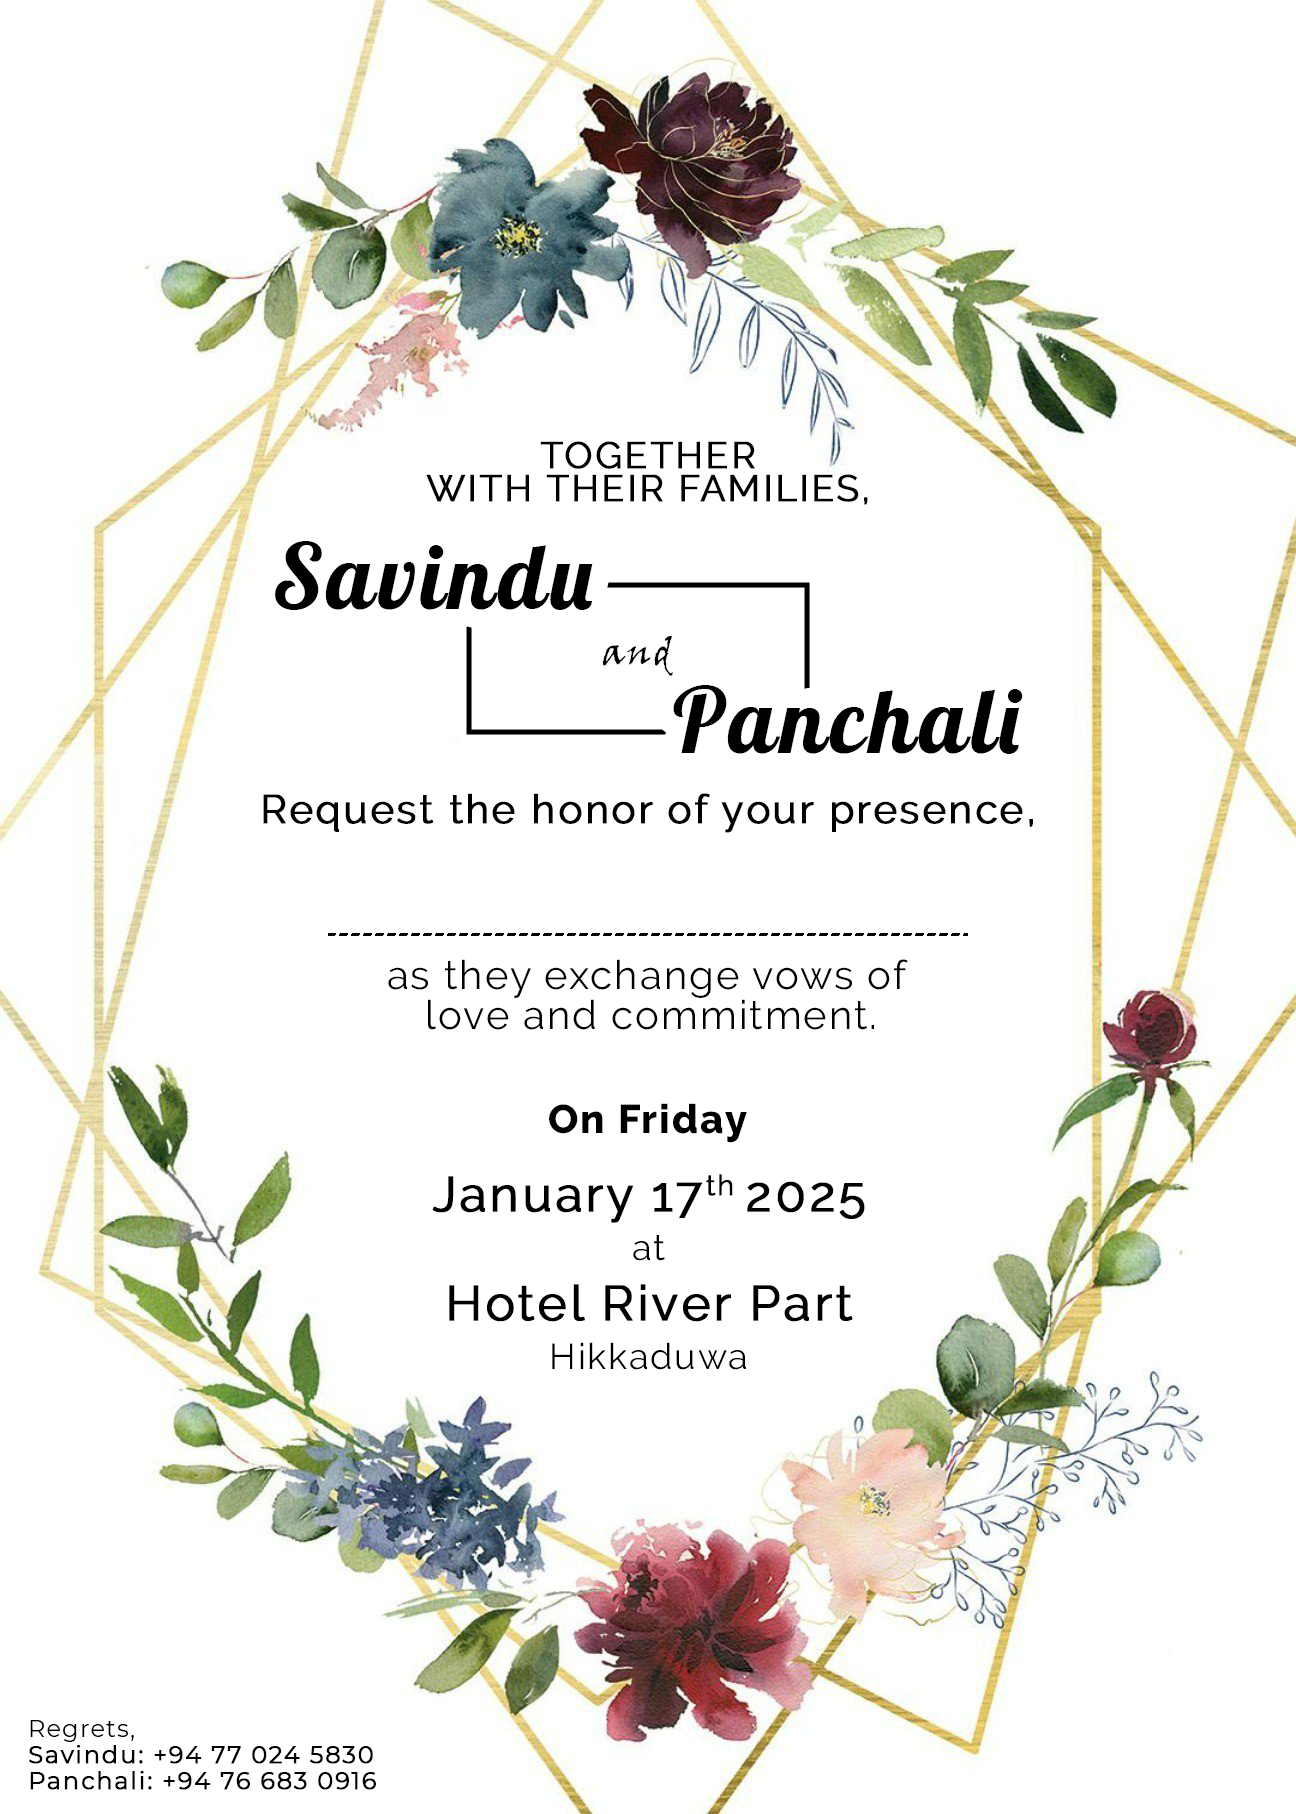 TOGETHER
WITH THEIR FAMILIES,
Savindu
and
Panchali
Request the honor of your presence,
as they exchange vows of
love and commitment.
On Friday
January 17th 2025
at
Hotel River Part
Hikkaduwa
Regrets,
Savindu: +94 77 024 5830
Panchali: +94 76 683 0916